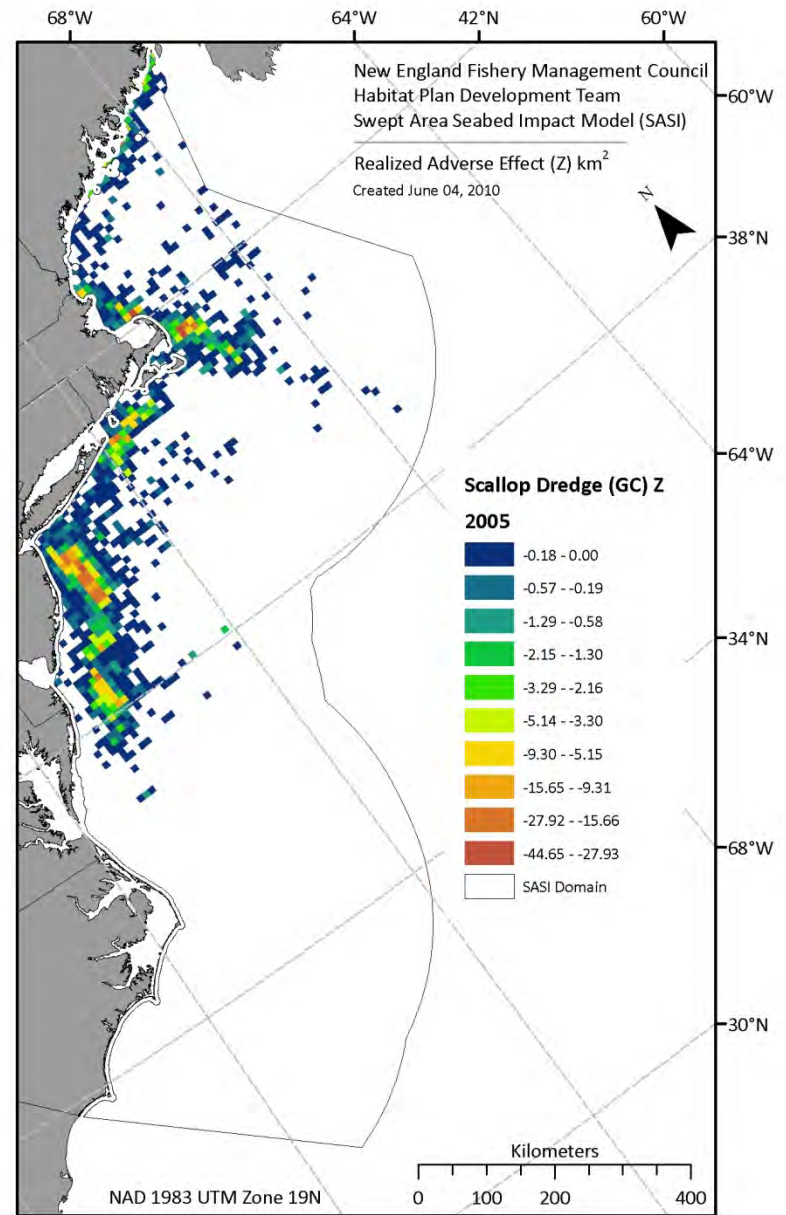 68°W 64°W 42°N 60°W
New England Fishery Management Council
Habitat Plan Development Team
Swept Area Seabed Impact Model (SASI)
Realized Adverse Effect (Z) km²
Created June 04, 2010
N
60°W
38°N
64°W
34°N
68°W
30°N
Scallop Dredge (GC) Z
2005
-0.18 - 0.00
-0.57 - -0.19
-1.29 - -0.58
-2.15 - -1.30
-3.29 - -2.16
-5.14 - -3.30
-9.30 - -5.15
-15.65 - -9.31
-27.92 - -15.66
-44.65 - -27.93
SASI Domain
Kilometers
0 100 200 400
NAD 1983 UTM Zone 19N